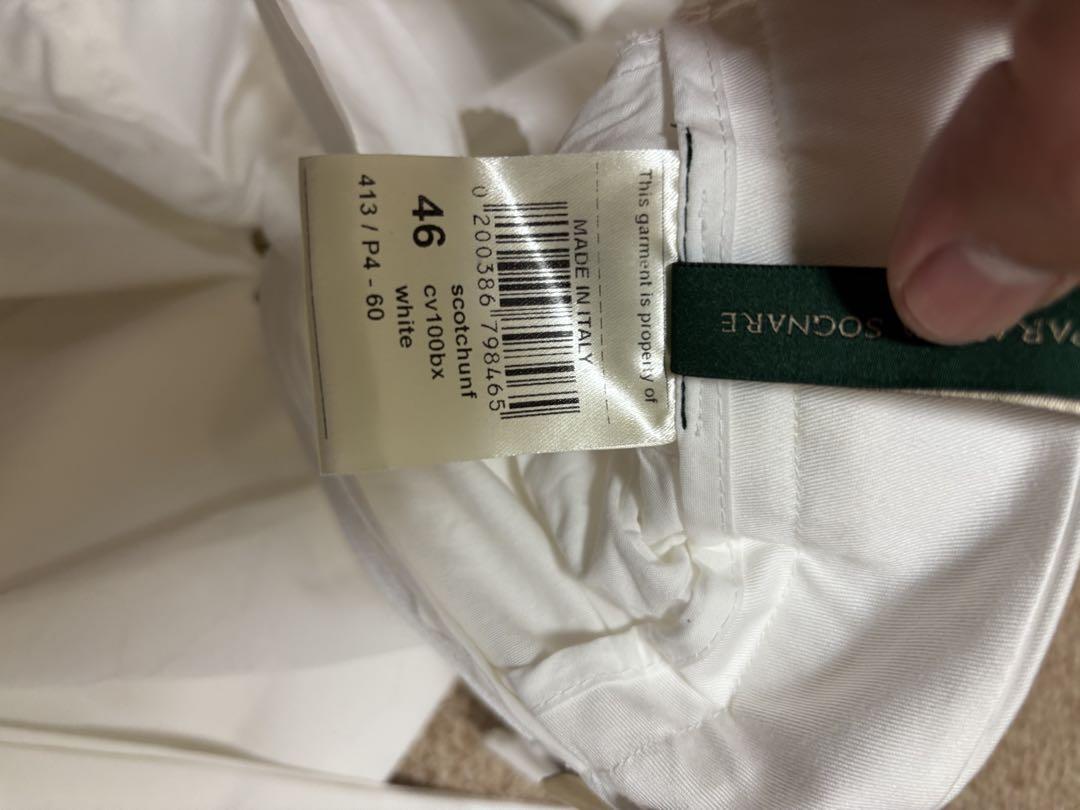 This garment is property of
MADE IN ITALY
0 200386 798465
scotchunf
46 cv100bx
white
413 / P4 - 60
SOGNARE